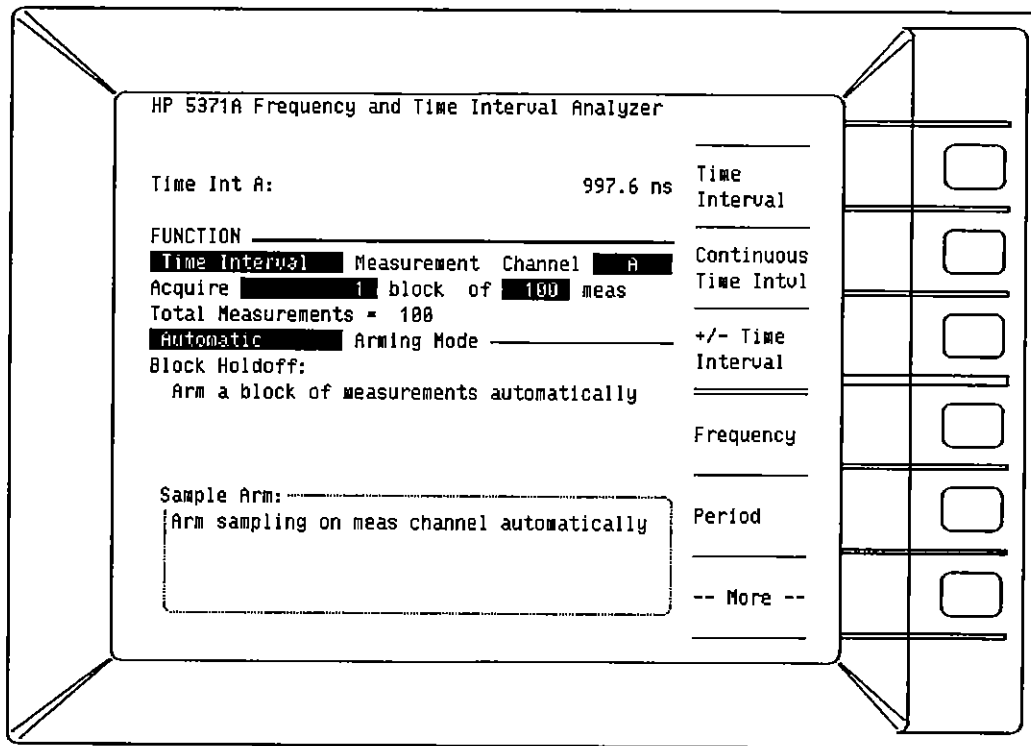 HP 5371A Frequency and Time Interval Analyzer
Time Int A: 997.6 ns
FUNCTION
Time Interval Measurement Channel A
Acquire 1 block of 100 meas
Total Measurements = 100
Automatic Arming Mode
Block Holdoff:
Arm a block of measurements automatically
Sample Arm:
Arm sampling on meas channel automatically
Time
Interval
Continuous
Time Intvl
+/- Time
Interval
Frequency
Period
-- More --